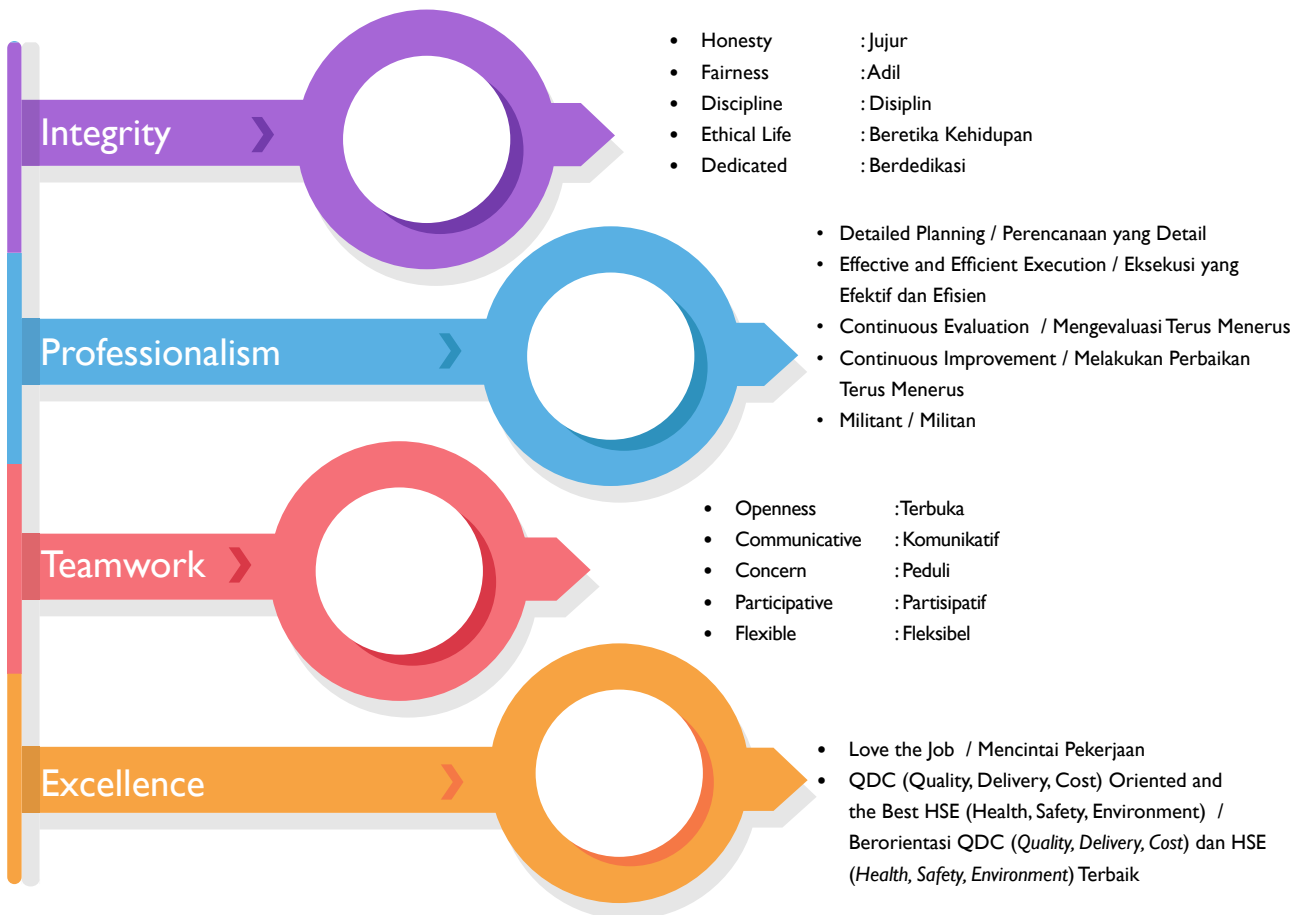 Integrity
• Honesty : Jujur
• Fairness : Adil
• Discipline : Disiplin
• Ethical Life : Beretika Kehidupan
• Dedicated : Berdedikasi
Professionalism
• Detailed Planning / Perencanaan yang Detail
• Effective and Efficient Execution / Eksekusi yang
Efektif dan Efisien
• Continuous Evaluation / Mengevaluasi Terus Menerus
• Continuous Improvement / Melakukan Perbaikan
Terus Menerus
• Militant / Militan
Teamwork
• Openness : Terbuka
• Communicative : Komunikatif
• Concern : Peduli
• Participative : Partisipatif
• Flexible : Fleksibel
Excellence
• Love the Job / Mencintai Pekerjaan
• QDC (Quality, Delivery, Cost) Oriented and
the Best HSE (Health, Safety, Environment) /
Berorientasi QDC (Quality, Delivery, Cost) dan HSE
(Health, Safety, Environment) Terbaik